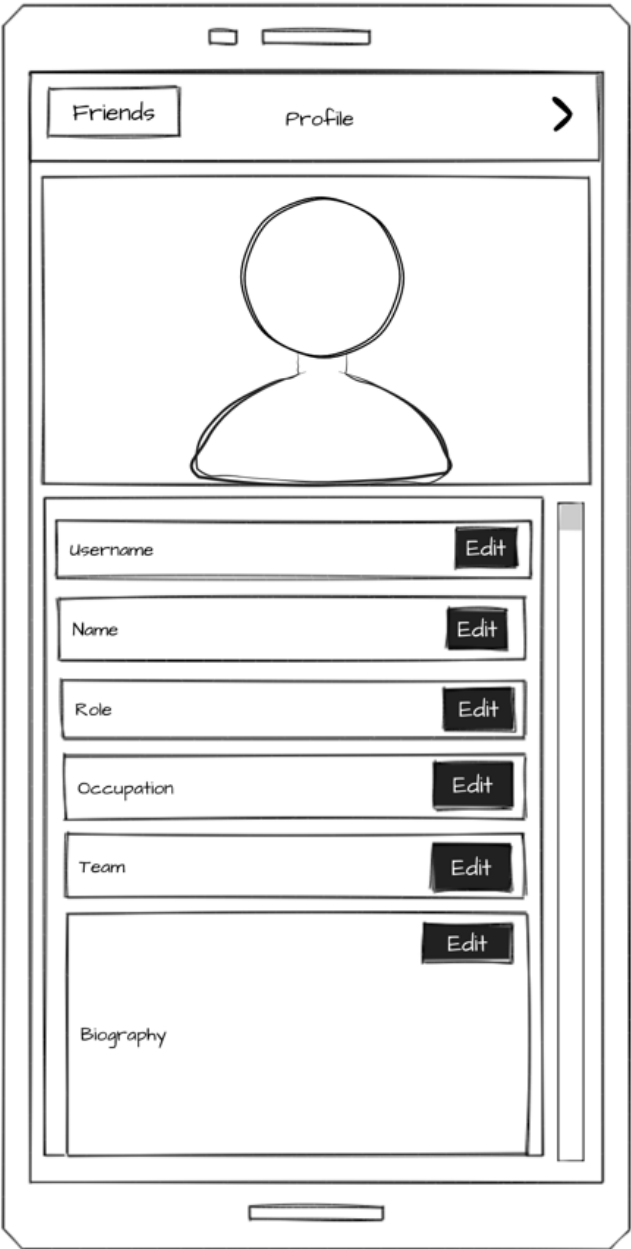 Friends
Profile
Username
Edit
Name
Edit
Role
Edit
Occupation
Edit
Team
Edit
Edit
Biography